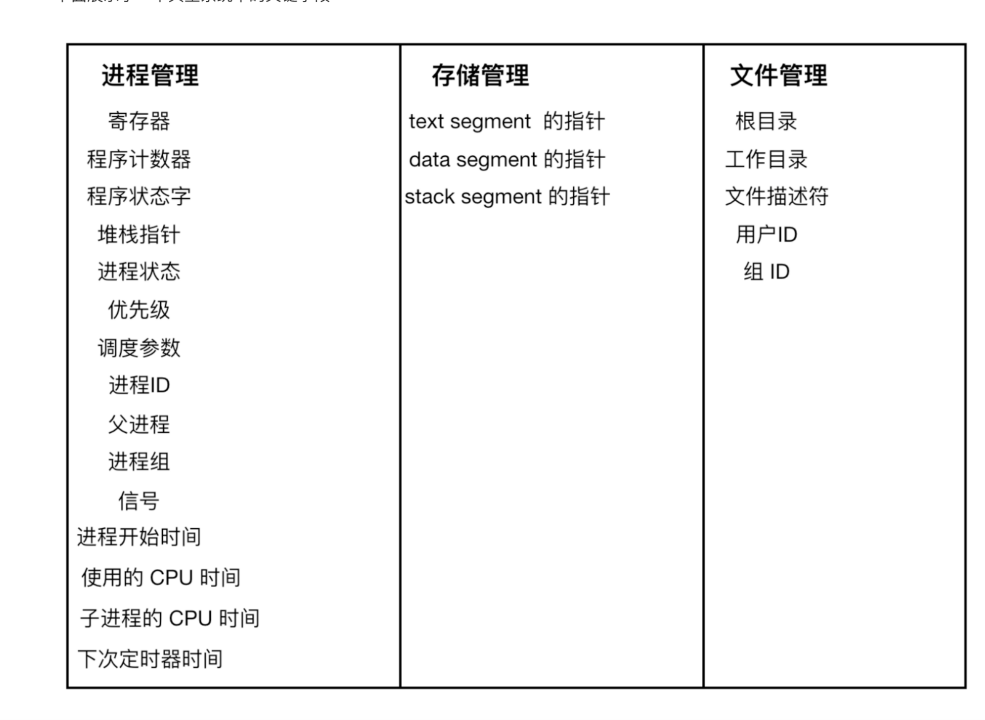 进程管理
寄存器
程序计数器
程序状态字
堆栈指针
进程状态
优先级
调度参数
进程ID
父进程
进程组
信号
进程开始时间
使用的 CPU 时间
子进程的 CPU 时间
下次定时器时间
存储管理
text segment 的指针
data segment 的指针
stack segment 的指针
文件管理
根目录
工作目录
文件描述符
用户ID
组 ID